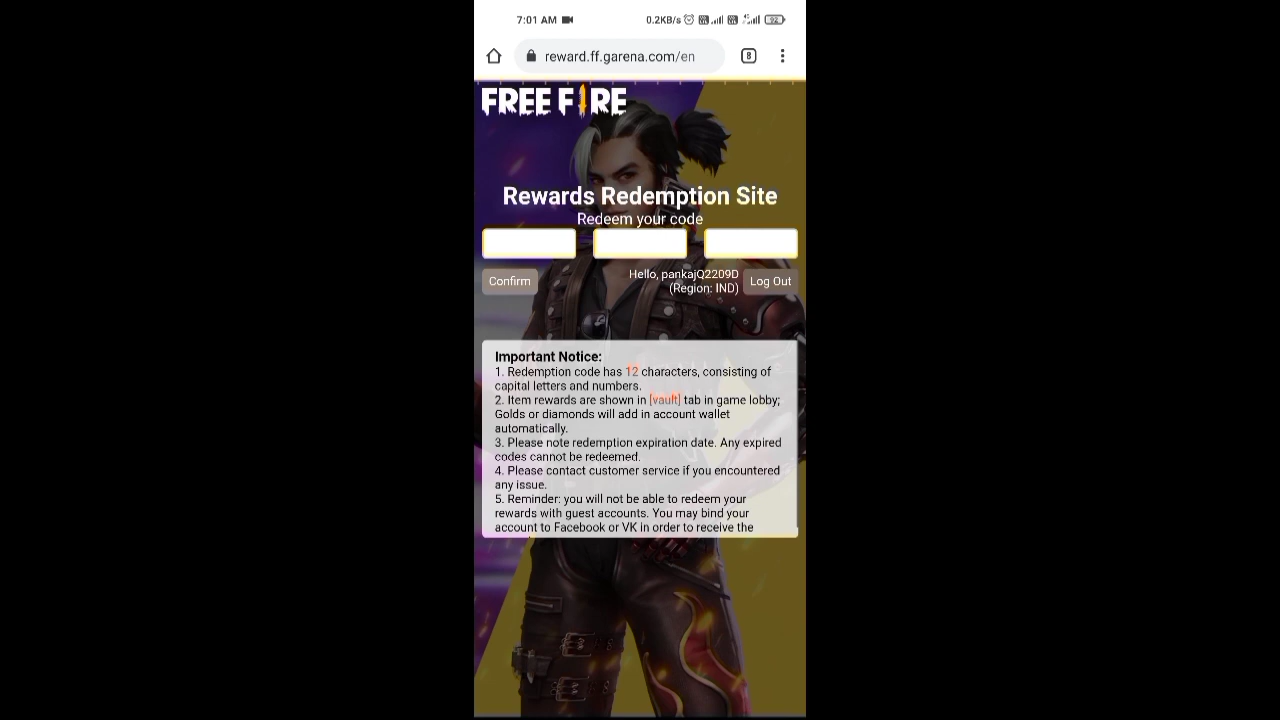 7:01 AM
0.2KB/s
92
reward.ff.garena.com/en
8
FREE FIRE
Rewards Redemption Site
Redeem your code
Confirm
Hello, pankajQ2209D
(Region: IND)
Log Out
Important Notice:
1. Redemption code has 12 characters, consisting of
capital letters and numbers.
2. Item rewards are shown in [vault] tab in game lobby;
Golds or diamonds will add in account wallet
automatically.
3. Please note redemption expiration date. Any expired
codes cannot be redeemed.
4. Please contact customer service if you encountered
any issue.
5. Reminder: you will not be able to redeem your
rewards with guest accounts. You may bind your
account to Facebook or VK in order to receive the